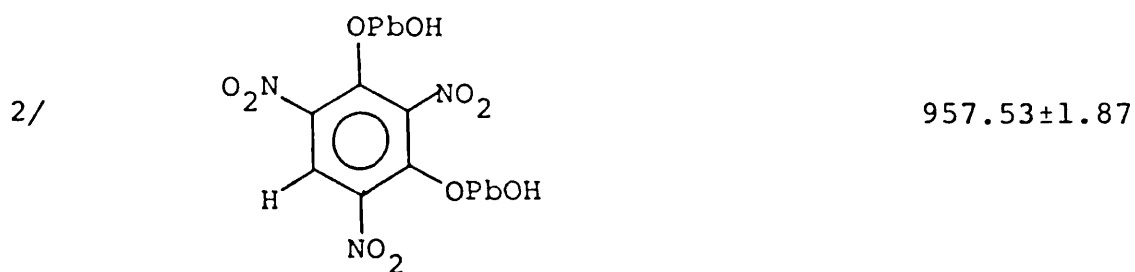 OPbOH
O₂N
NO₂
2/
957.53±1.87
H
OPbOH
NO₂